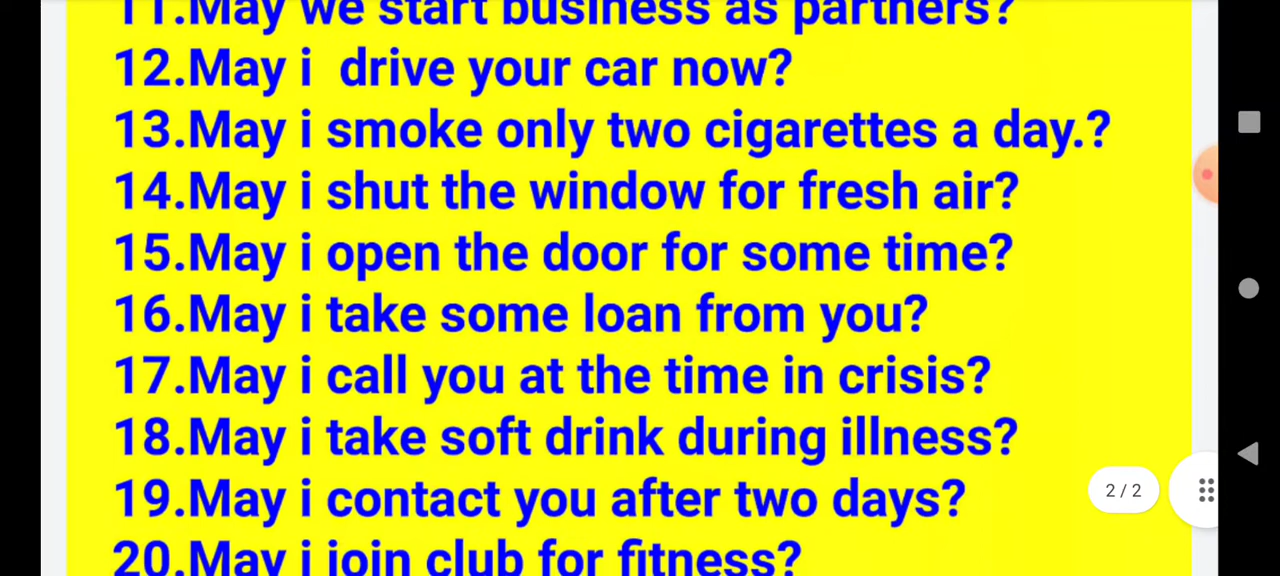 11.May we start business as partners?
12.May i drive your car now?
13.May i smoke only two cigarettes a day.?
14.May i shut the window for fresh air?
15.May i open the door for some time?
16.May i take some loan from you?
17.May i call you at the time in crisis?
18.May i take soft drink during illness?
19.May i contact you after two days?
2 / 2
20.May i join club for fitness?